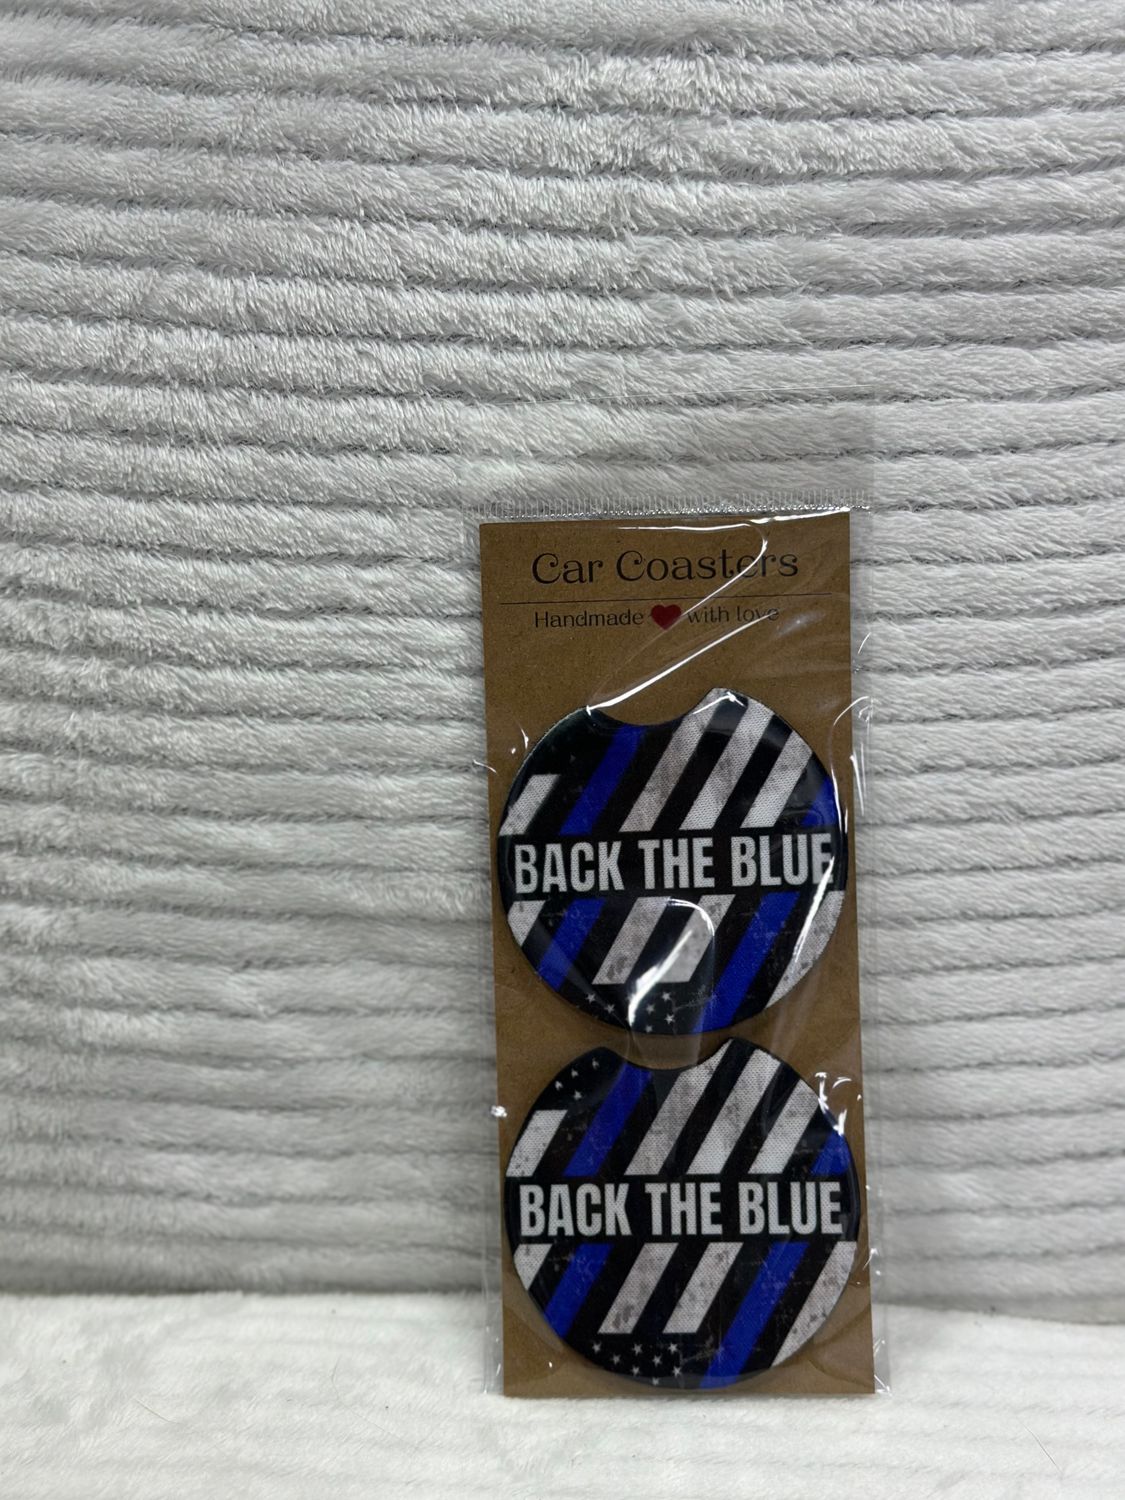 Car Coasters
Handmade ❤ with love
BACK THE BLUE
BACK THE BLUE